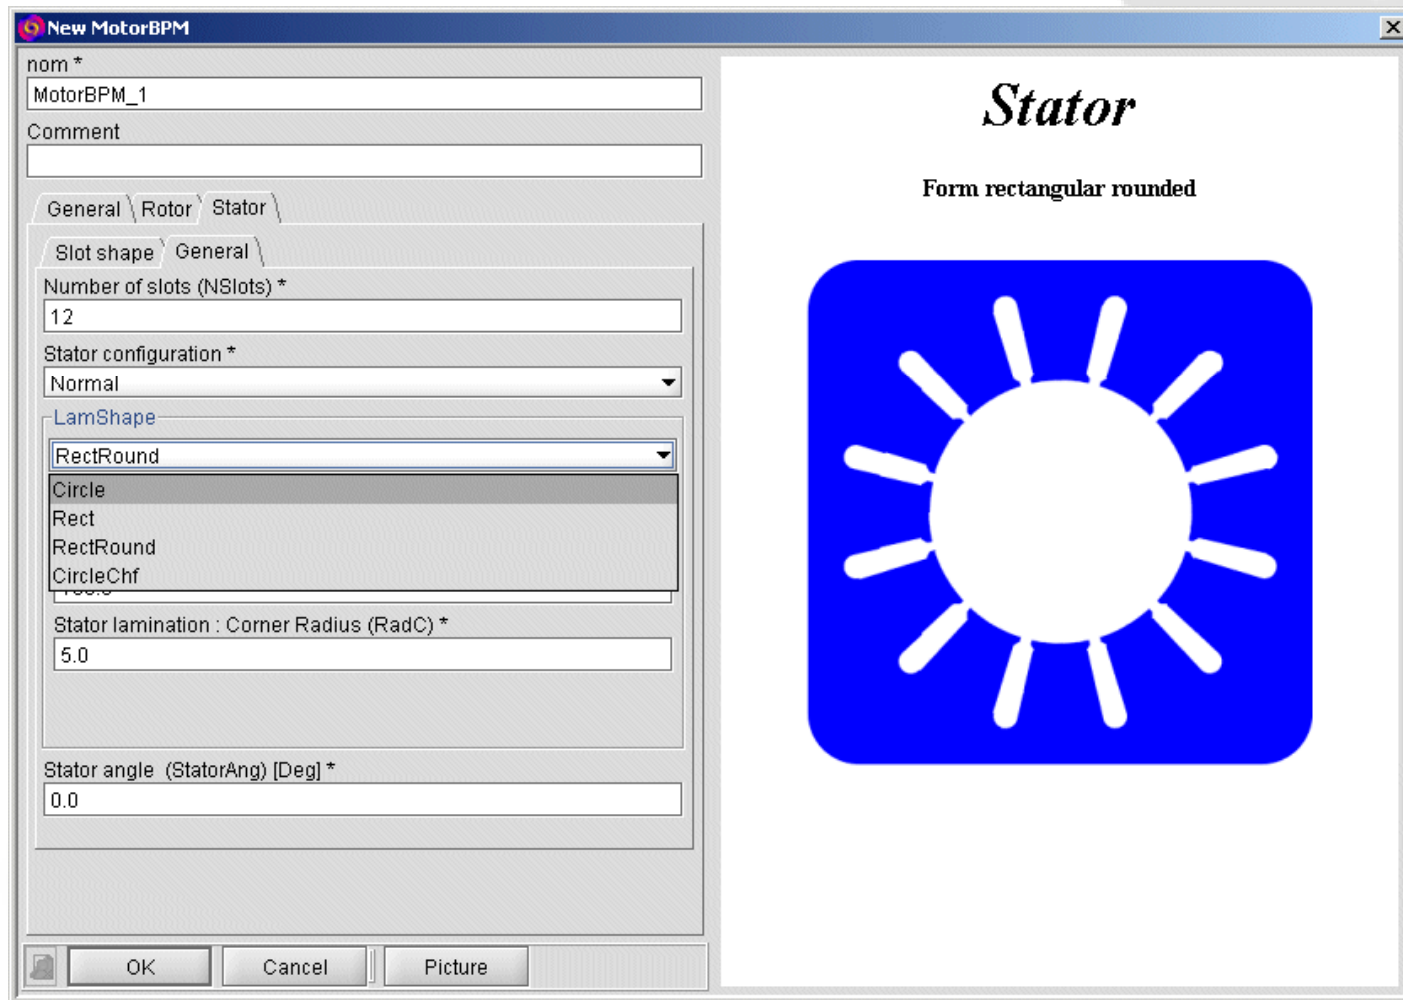 New MotorBPM
nom *
MotorBPM_1
Comment
General Rotor Stator
Slot shape General
Number of slots (NSlots) *
12
Stator configuration *
Normal
LamShape
RectRound
Circle
Rect
RectRound
CircleChf
Stator lamination : Corner Radius (RadC) *
5.0
Stator angle (StatorAng) [Deg] *
0.0
OK Cancel Picture
Stator
Form rectangular rounded